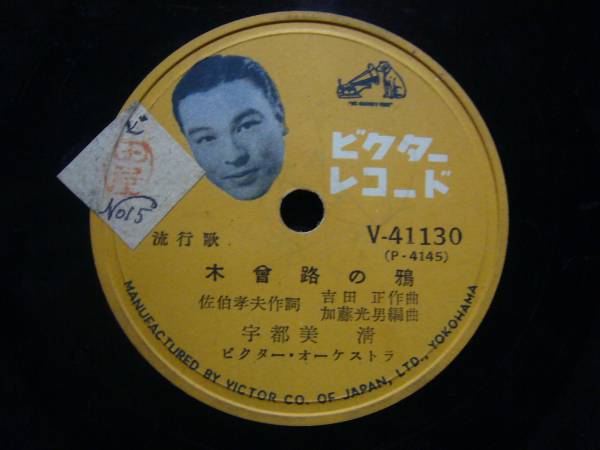 ビクター
レコード
ビ
No15
流行歌
V-41130
(P-4145)
木曾路の鴉
佐伯孝夫作詞 吉田 正作曲
加藤光男編曲
宇都美 清
ビクター・オーケストラ
MANUFACTURED BY VICTOR CO. OF JAPAN, LTD., YOKOHAMA